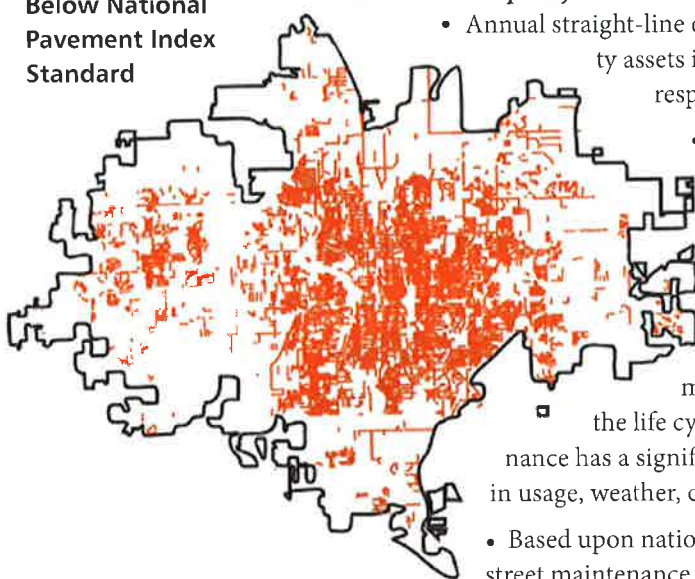 Below National
Pavement Index
Standard
• Annual straight-line
ty assets
resp
the life cy
nance has a signif
in usage, weather,
• Based upon natio
street maintenance